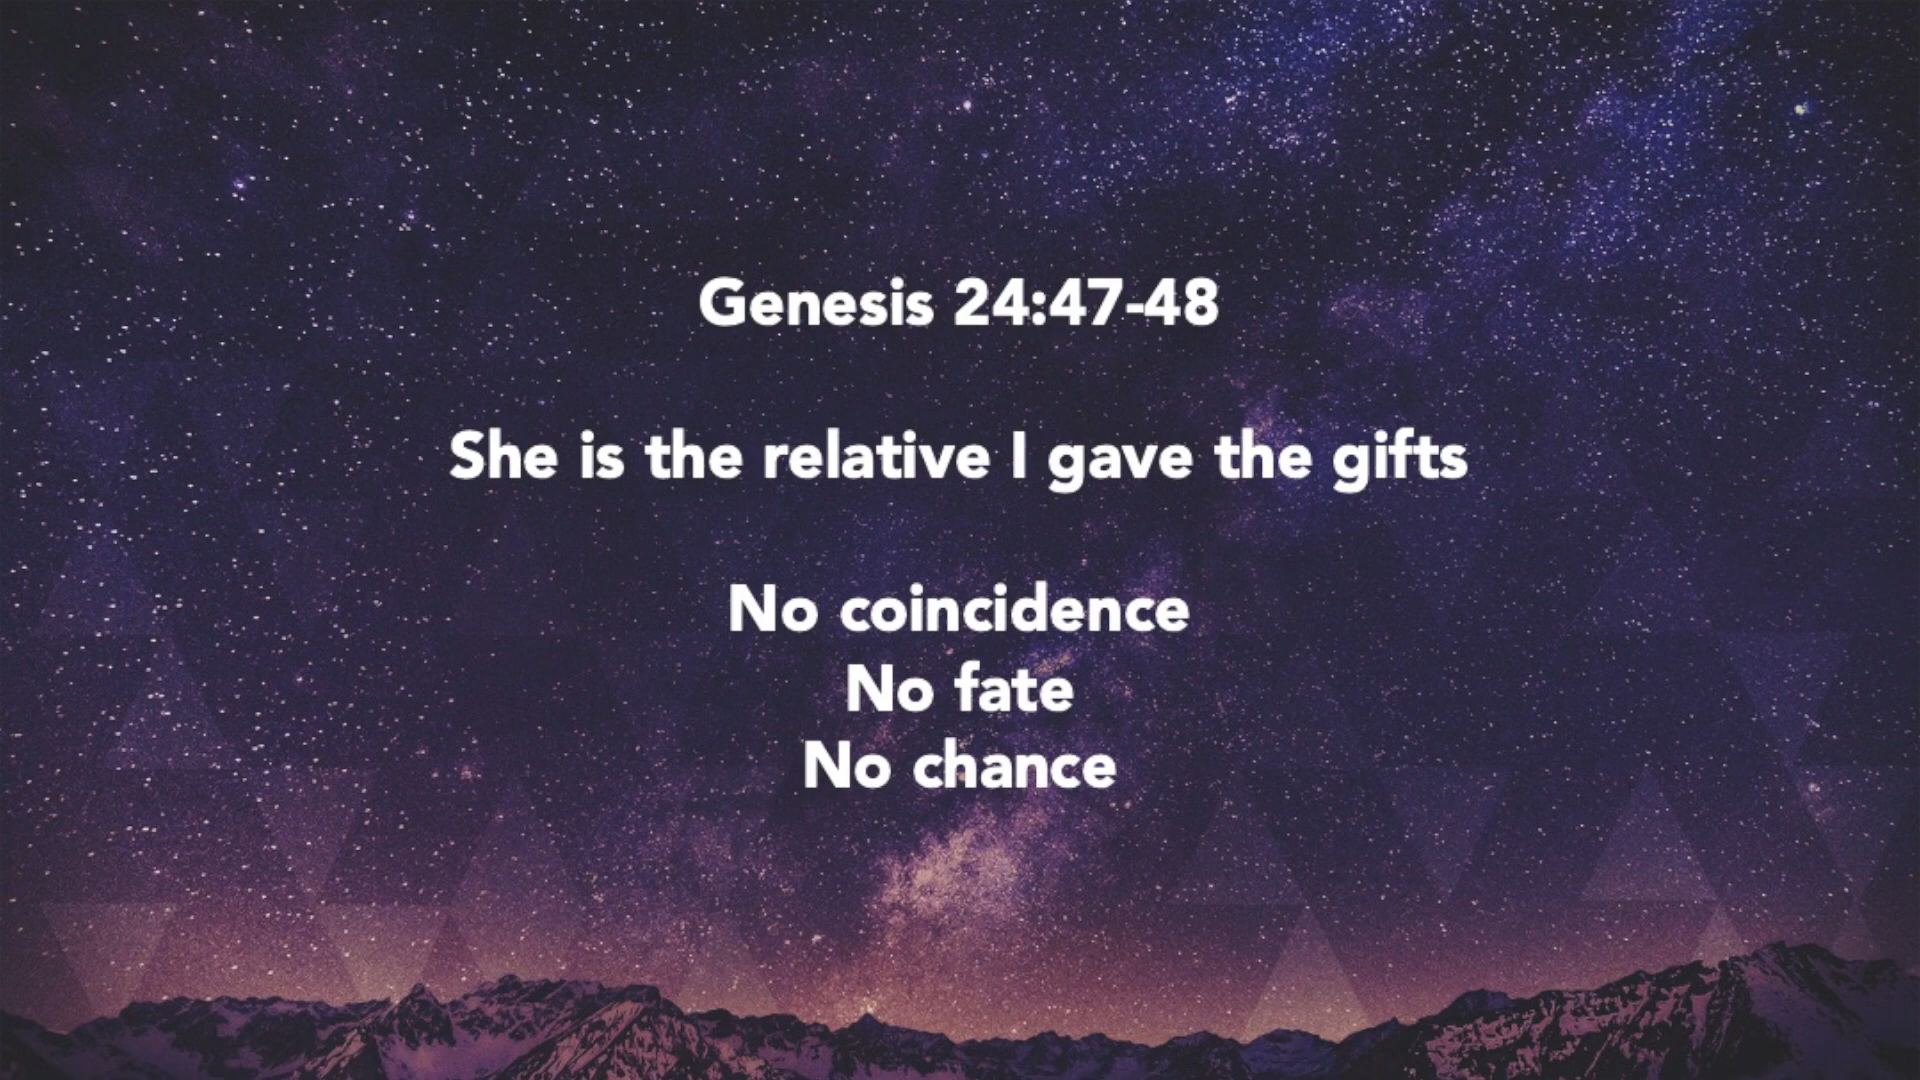 Genesis 24:47-48
She is the relative I gave the gifts
No coincidence
No fate
No chance